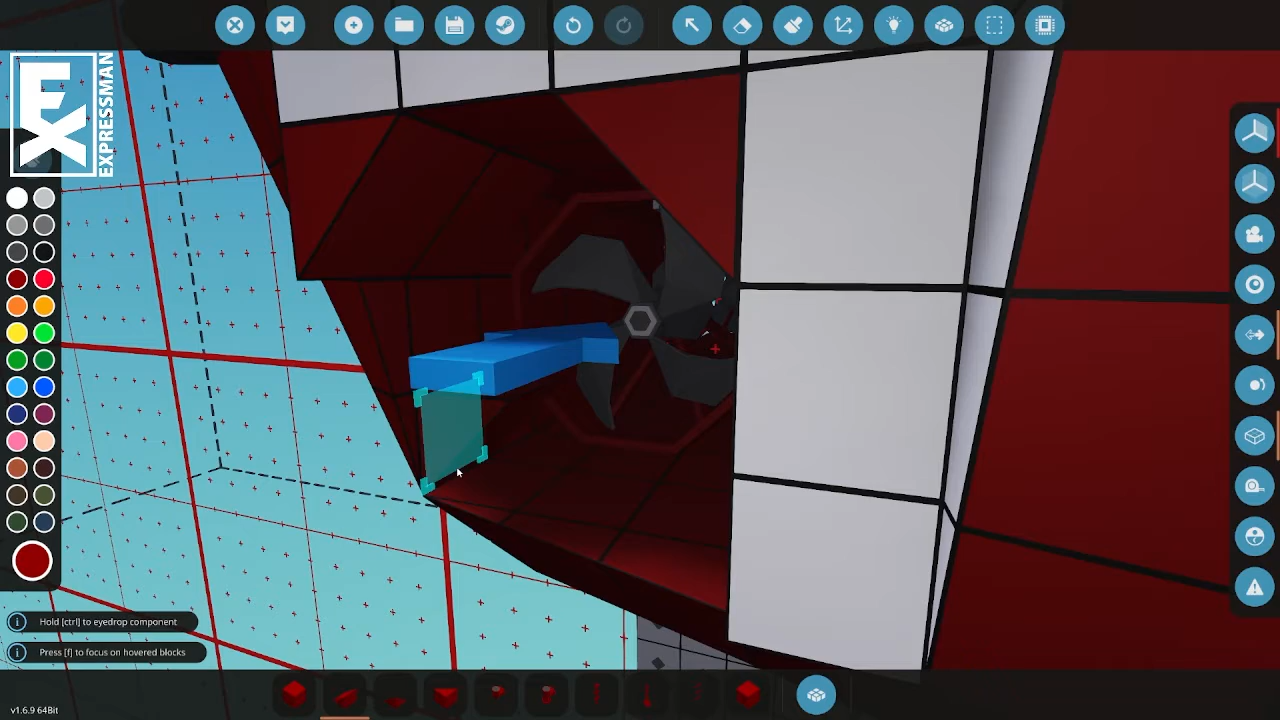 EX
EXPRESSMAN
Hold [ctrl] to eyedrop component
Press [f] to focus on hovered blocks
v1.6.9 64Bit